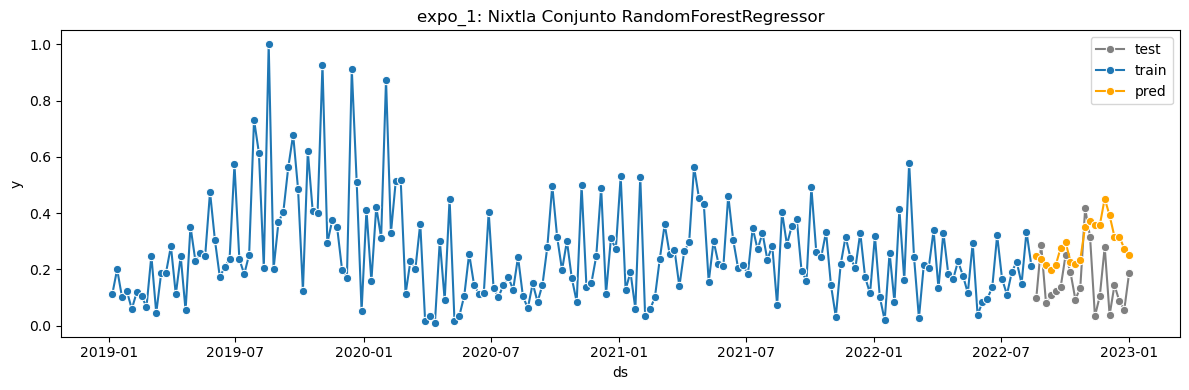 expo_1: Nixtla Conjunto RandomForestRegressor
test
train
pred
1.0
0.8
0.6
0.4
0.2
0.0
y
2019-01 2019-07 2020-01 2020-07 2021-01 2021-07 2022-01 2022-07 2023-01
ds